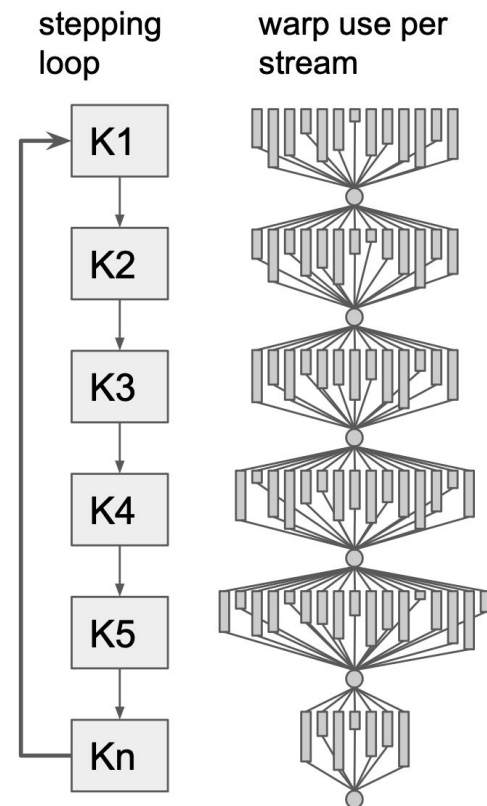 stepping
loop
warp use per
stream
K1
K2
K3
K4
K5
Kn